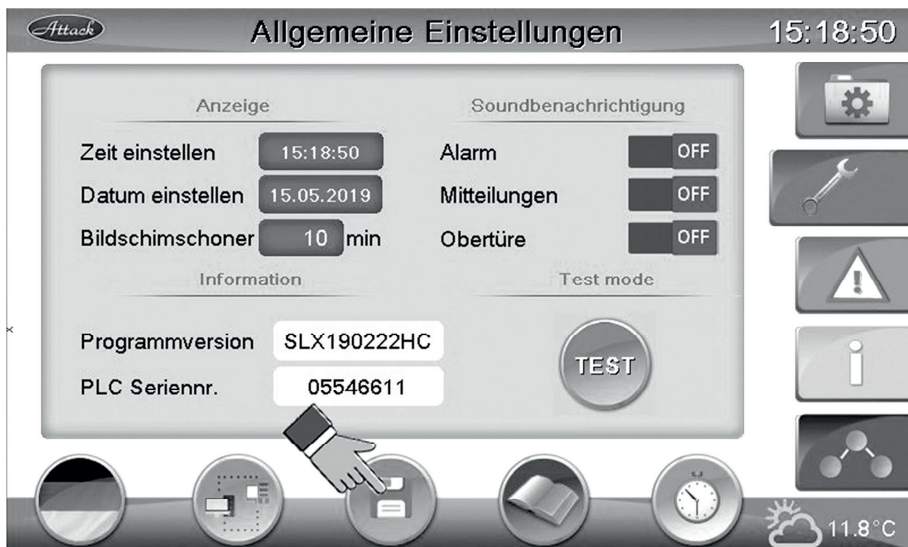 Attack
Allgemeine Einstellungen
15:18:50
Anzeige
Zeit einstellen 15:18:50
Datum einstellen 15.05.2019
Bildschimschoner 10 min
Information
Programmversion SLX190222HC
PLC Seriennr. 05546611
Soundbenachrichtigung
Alarm OFF
Mitteilungen OFF
Obertüre OFF
Test mode
TEST
11.8°C